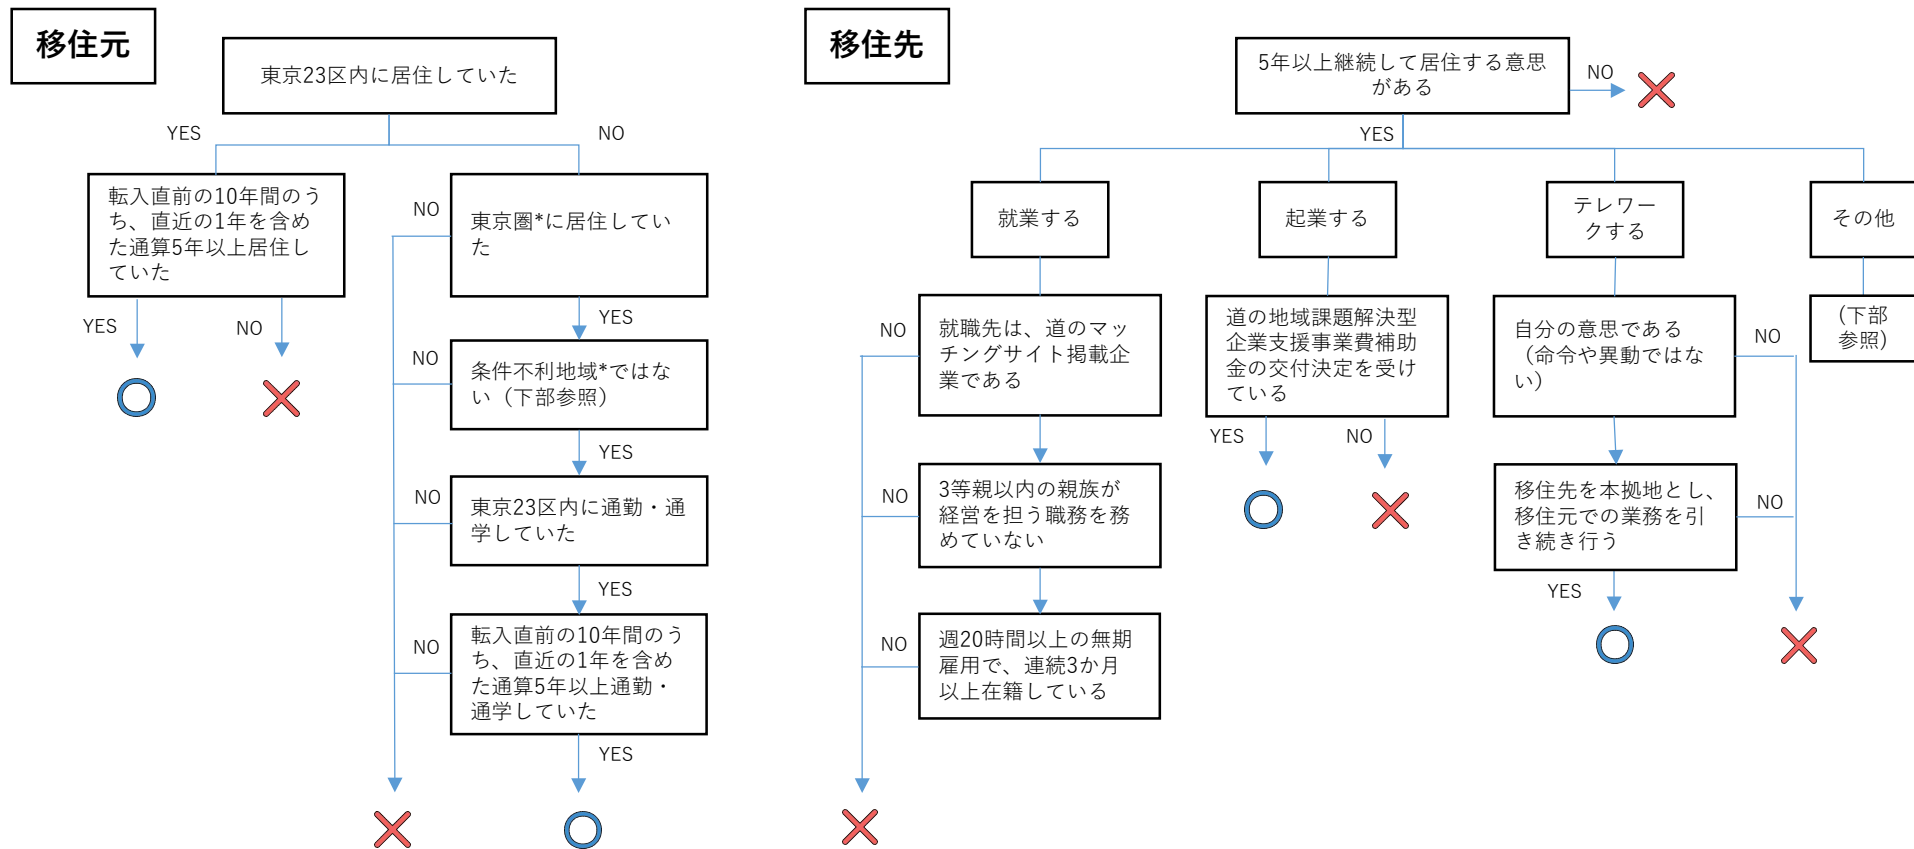 移住元
東京23区内に居住していた
YES
NO
転入直前の10年間のう
ち、直近の1年を含め
た通算5年以上居住し
ていた
YES
NO
NO
東京圏*に居住してい
た
YES
NO
条件不利地域*ではな
い（下部参照）
YES
NO
東京23区内に通勤・通
学していた
YES
NO
転入直前の10年間のう
ち、直近の1年を含め
た通算5年以上通勤・
通学していた
YES
移住先
5年以上継続して居住する意思
がある
NO
YES
就業する
起業する
テレワー
クする
その他
NO
就職先は、道のマッ
チングサイト掲載企
業である
NO
3等親以内の親族が
経営を担う職務を務
めていない
NO
週20時間以上の無期
雇用で、連続3か月
以上在籍している
道の地域課題解決型
企業支援事業費補助
金の交付決定を受け
ている
YES
NO
自分の意思である
（命令や異動ではな
い）
NO
移住先を本拠地とし、
移住元での業務を引
き続き行う
NO
YES
（下部
参照）